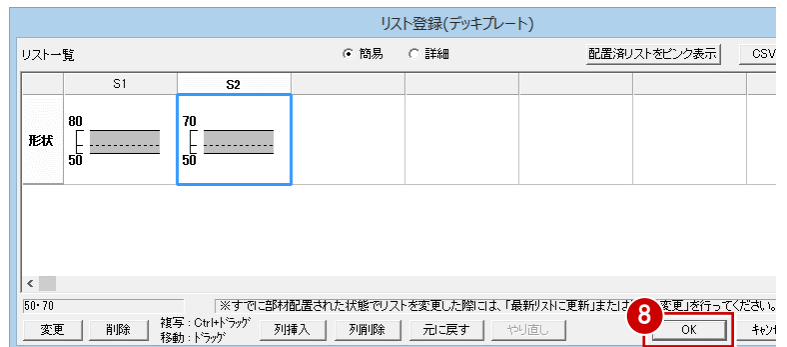 リスト登録(デッキプレート)
リスト一覧 簡易 詳細 配置済リストをピンク表示 CSV
S1 S2
形状 80 50 70 50
<
50・70 ※すでに部材配置された状態でリストを変更した際には、「最新リストに更新」または 変更」を行ってください。
8
変更 削除 複写:Ctrl+ドラッグ 列挿入 列削除 元に戻す やり直し OK
移動:ドラッグ